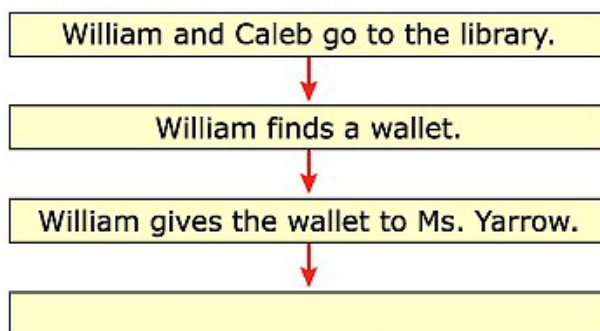 William and Caleb go to the library.
William finds a wallet.
William gives the wallet to Ms. Yarrow.